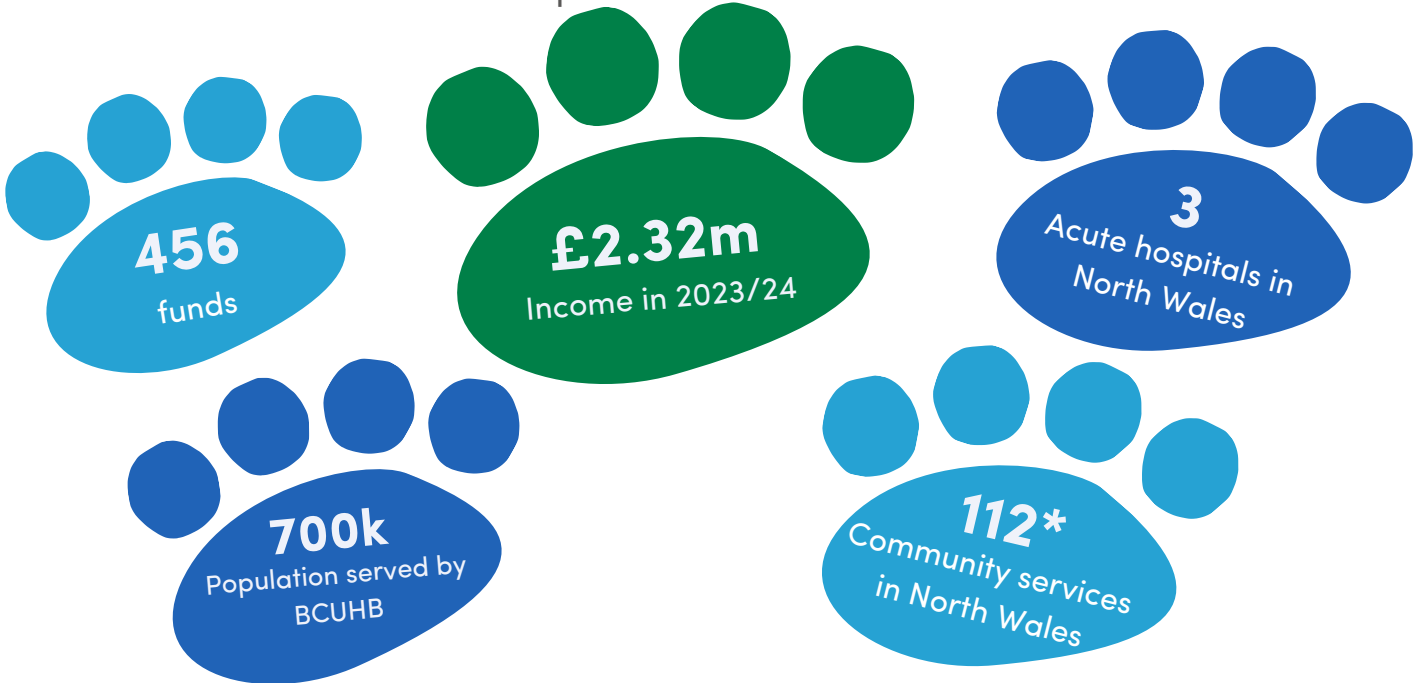 456
funds
£2.32m
Income in 2023/24
3
Acute hospitals in
North Wales
700k
Population served by
BCUHB
112*
Community services
in North Wales